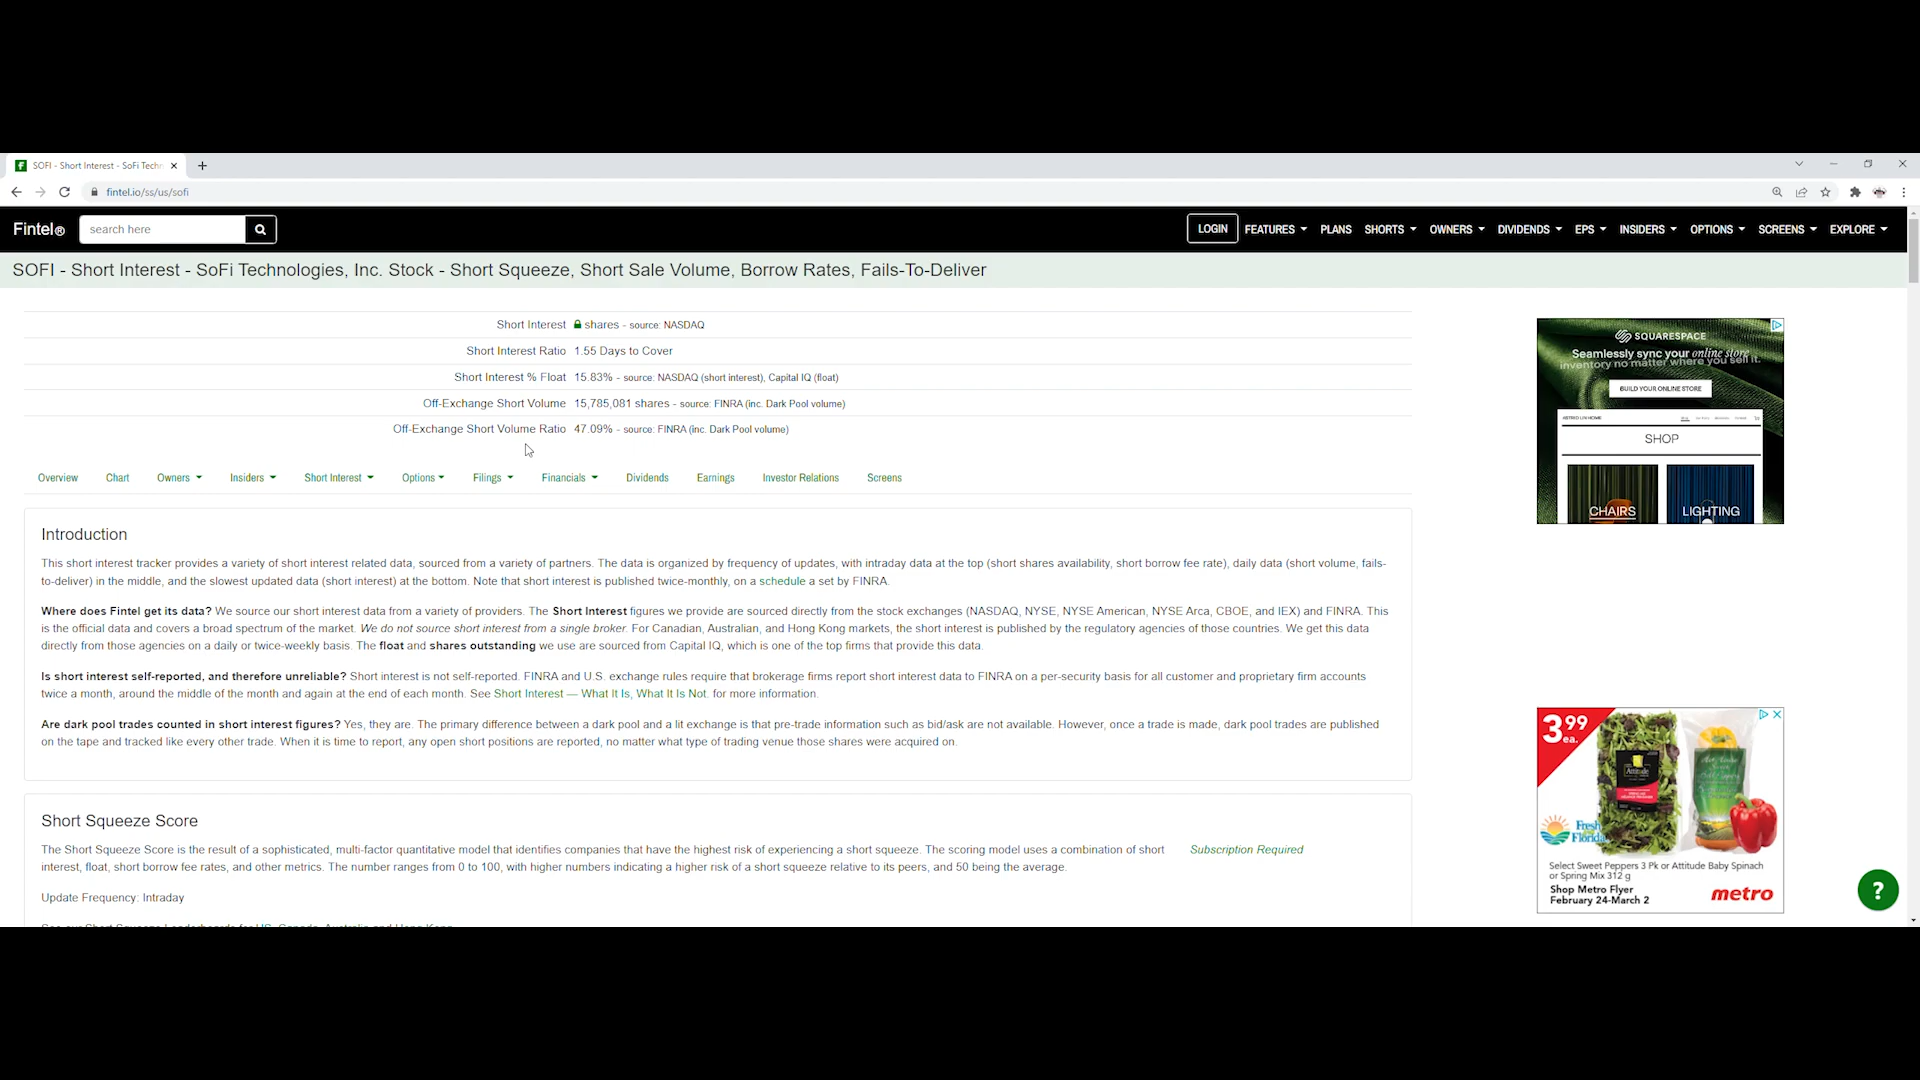 SOFI - Short Interest - SoFi Techn
fintel.io/ss/us/sofi
Fintel®
search here
LOGIN
FEATURES
PLANS
SHORTS
OWNERS
DIVIDENDS
EPS
INSIDERS
OPTIONS
SCREENS
EXPLORE
SOFI - Short Interest - SoFi Technologies, Inc. Stock - Short Squeeze, Short Sale Volume, Borrow Rates, Fails-To-Deliver
Short Interest shares - source: NASDAQ
Short Interest Ratio 1.55 Days to Cover
Short Interest % Float 15.83% - source: NASDAQ (short interest), Capital IQ (float)
Off-Exchange Short Volume 15,785,081 shares - source: FINRA (inc. Dark Pool volume)
Off-Exchange Short Volume Ratio 47.09% - source: FINRA (inc. Dark Pool volume)
Overview Chart Owners Insiders Short Interest Options Filings Financials Dividends Earnings Investor Relations Screens
Introduction
This short interest tracker provides a variety of short interest related data, sourced from a variety of partners. The data is organized by frequency of updates, with intraday data at the top (short shares availability, short borrow fee rate), daily data (short volume, fails-
to-deliver) in the middle, and the slowest updated data (short interest) at the bottom. Note that short interest is published twice-monthly, on a schedule a set by FINRA.
Where does Fintel get its data? We source our short interest data from a variety of providers. The Short Interest figures we provide are sourced directly from the stock exchanges (NASDAQ, NYSE, NYSE American, NYSE Arca, CBOE, and IEX) and FINRA. This
is the official data and covers a broad spectrum of the market. We do not source short interest from a single broker. For Canadian, Australian, and Hong Kong markets, the short interest is published by the regulatory agencies of those countries. We get this data
directly from those agencies on a daily or twice-weekly basis. The float and shares outstanding we use are sourced from Capital IQ, which is one of the top firms that provide this data.
Is short interest self-reported, and therefore unreliable? Short interest is not self-reported. FINRA and U.S. exchange rules require that brokerage firms report short interest data to FINRA on a per-security basis for all customer and proprietary firm accounts
twice a month, around the middle of the month and again at the end of each month. See Short Interest — What It Is, What It Is Not. for more information.
Are dark pool trades counted in short interest figures? Yes, they are. The primary difference between a dark pool and a lit exchange is that pre-trade information such as bid/ask are not available. However, once a trade is made, dark pool trades are published
on the tape and tracked like every other trade. When it is time to report, any open short positions are reported, no matter what type of trading venue those shares were acquired on.
Short Squeeze Score
The Short Squeeze Score is the result of a sophisticated, multi-factor quantitative model that identifies companies that have the highest risk of experiencing a short squeeze. The scoring model uses a combination of short
interest, float, short borrow fee rates, and other metrics. The number ranges from 0 to 100, with higher numbers indicating a higher risk of a short squeeze relative to its peers, and 50 being the average.
Subscription Required
Update Frequency: Intraday
SQUARESPACE
Seamlessly sync your online store
inventory no matter where you sell it.
BUILD YOUR ONLINE STORE
SHOP
CHAIRS
LIGHTING
3.99
ea.
Attitude
Fresh
Florida
Select Sweet Peppers 3 Pk or Attitude Baby Spinach
or Spring Mix 312 g
Shop Metro Flyer
February 24-March 2
metro
?